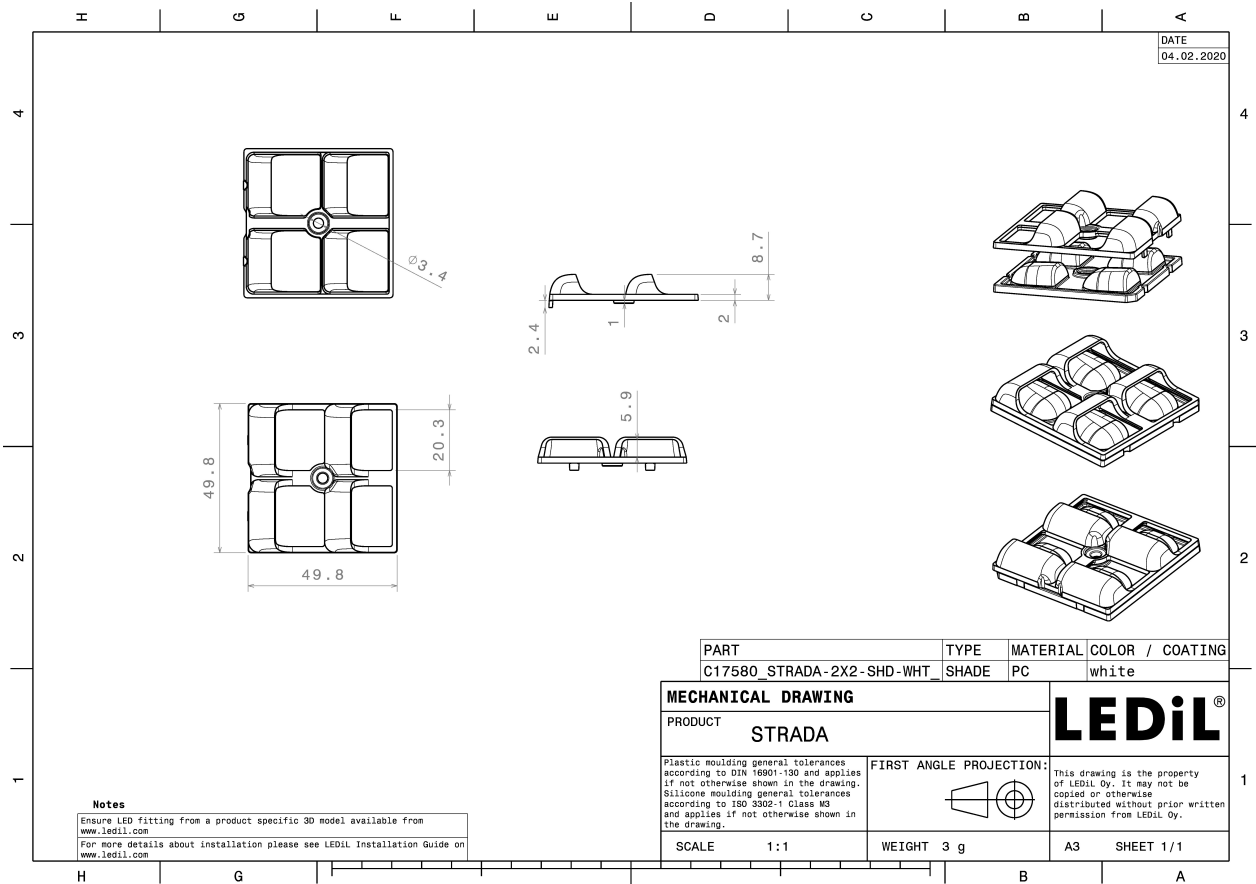 H G F E D C B A
DATE
04.02.2020
4 4
Ø3.4
8.7
2.4
1
2
3 3
5.9
20.3
49.8
49.8
2 2
PART TYPE MATERIAL COLOR / COATING
C17580_STRADA-2X2-SHD-WHT_ SHADE PC white
MECHANICAL DRAWING
PRODUCT
STRADA
LEDiL®
Plastic moulding general tolerances
according to DIN 16901-130 and applies
if not otherwise shown in the drawing.
Silicone moulding general tolerances
according to ISO 3302-1 Class M3
and applies if not otherwise shown in
the drawing.
FIRST ANGLE PROJECTION:
This drawing is the property
of LEDiL Oy. It may not be
copied or otherwise
distributed without prior written
permission from LEDiL Oy.
1 1
Notes
Ensure LED fitting from a product specific 3D model available from
www.ledil.com
For more details about installation please see LEDiL Installation Guide on
www.ledil.com
SCALE 1:1 WEIGHT 3 g A3 SHEET 1/1
H G B A